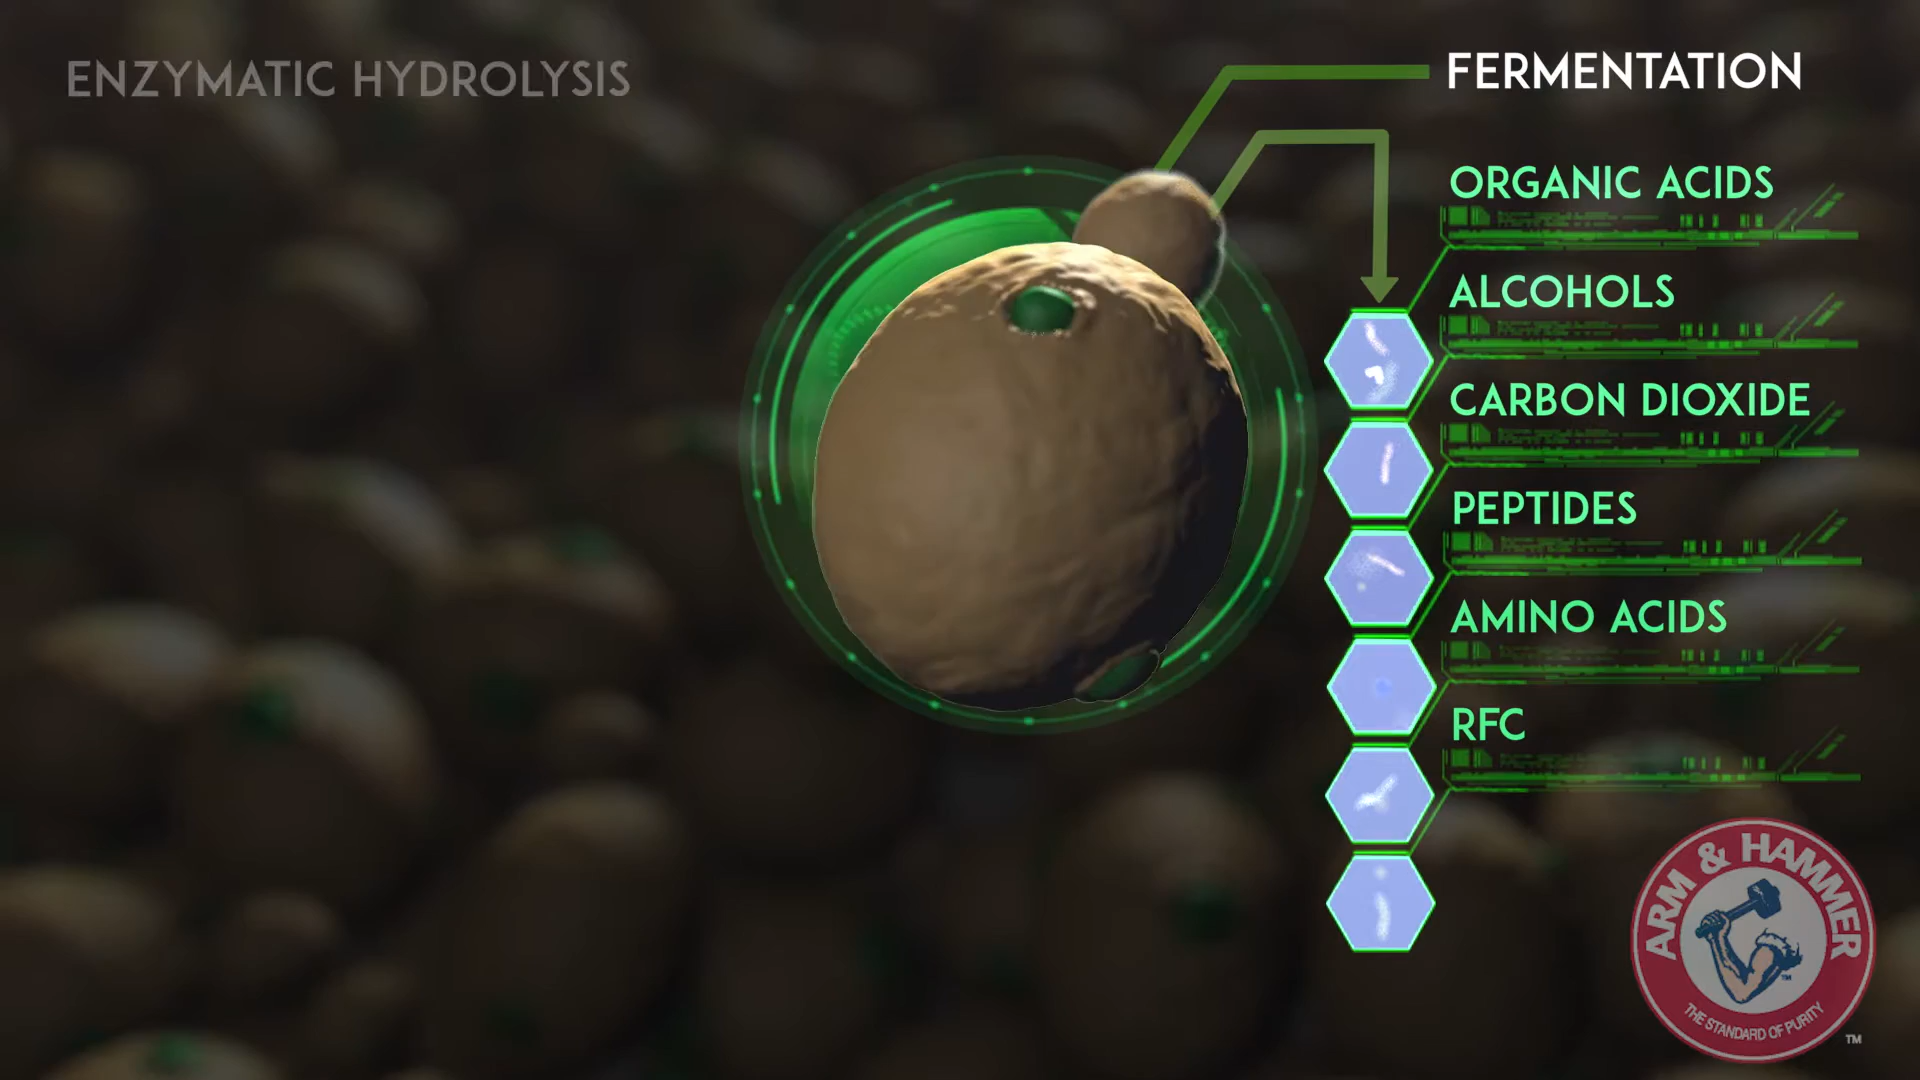 ENZYMATIC HYDROLYSIS
FERMENTATION
ORGANIC ACIDS
ALCOHOLS
CARBON DIOXIDE
PEPTIDES
AMINO ACIDS
RFC
ARM & HAMMER
THE STANDARD OF PURITY
TM
TM